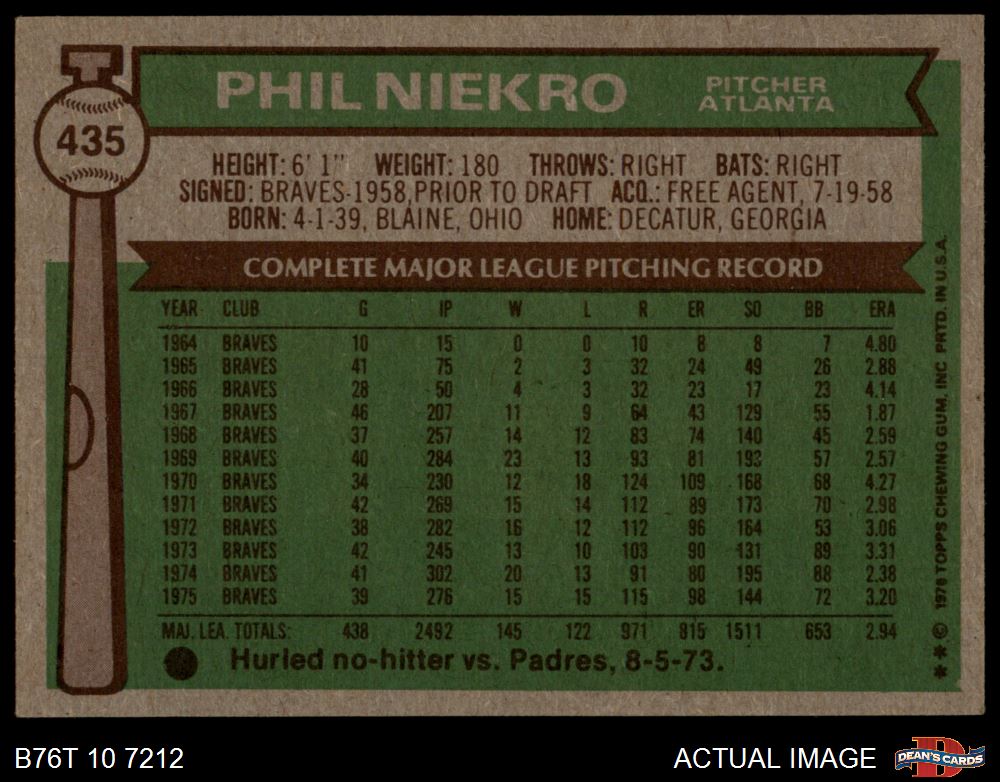 PHIL NIEKRO
PITCHER
ATLANTA
435
HEIGHT: 6' 1" WEIGHT: 180 THROWS: RIGHT BATS: RIGHT
SIGNED: BRAVES-1958, PRIOR TO DRAFT ACQ.: FREE AGENT, 7-19-58
BORN: 4-1-39, BLAINE, OHIO HOME: DECATUR, GEORGIA
COMPLETE MAJOR LEAGUE PITCHING RECORD
YEAR CLUB G IP W L R ER SO BB ERA
1964 BRAVES 10 15 0 0 10 8 8 7 4.80
1965 BRAVES 41 75 2 3 32 24 49 26 2.88
1966 BRAVES 28 50 4 3 32 23 17 23 4.14
1967 BRAVES 46 207 11 9 64 43 129 55 1.87
1968 BRAVES 37 257 14 12 83 74 140 45 2.59
1969 BRAVES 40 284 23 13 93 81 193 57 2.57
1970 BRAVES 34 230 12 18 124 109 168 68 4.27
1971 BRAVES 42 269 15 14 112 89 173 70 2.98
1972 BRAVES 38 282 16 12 112 96 164 53 3.06
1973 BRAVES 42 245 13 10 103 90 131 89 3.31
1974 BRAVES 41 302 20 13 91 80 195 88 2.38
1975 BRAVES 39 276 15 15 115 98 144 72 3.20
MAJ. LEA. TOTALS: 438 2492 145 122 971 815 1511 653 2.94
Hurled no-hitter vs. Padres, 8-5-73.
**© 1976 TOPPS CHEWING GUM, INC PRTD. IN U.S.A.
B76T 10 7212
ACTUAL IMAGE
D
DEAN'S CARDS